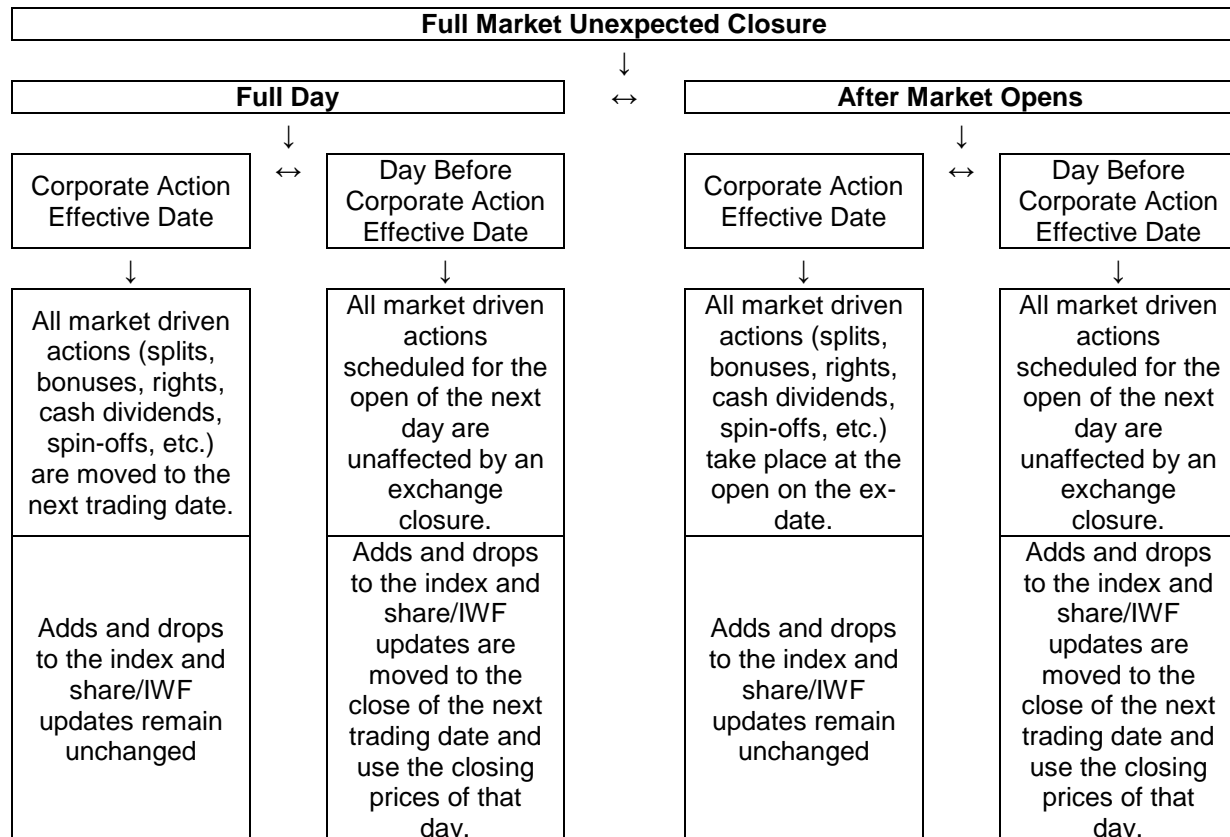 Full Market Unexpected Closure
↓
Full Day
↔
After Market Opens
↓
↓
Corporate Action
Effective Date
↔
Day Before
Corporate Action
Effective Date
Corporate Action
Effective Date
↔
Day Before
Corporate Action
Effective Date
↓
↓
↓
↓
All market driven
actions (splits,
bonuses, rights,
cash dividends,
spin-offs, etc.)
are moved to the
next trading date.
All market driven
actions
scheduled for the
open of the next
day are
unaffected by an
exchange
closure.
All market driven
actions (splits,
bonuses, rights,
cash dividends,
spin-offs, etc.)
take place at the
open on the ex-
date.
All market driven
actions
scheduled for the
open of the next
day are
unaffected by an
exchange
closure.
Adds and drops
to the index and
share/IWF
updates remain
unchanged
Adds and drops
to the index and
share/IWF
updates are
moved to the
close of the next
trading date and
use the closing
prices of that
day.
Adds and drops
to the index and
share/IWF
updates remain
unchanged
Adds and drops
to the index and
share/IWF
updates are
moved to the
close of the next
trading date and
use the closing
prices of that
day.